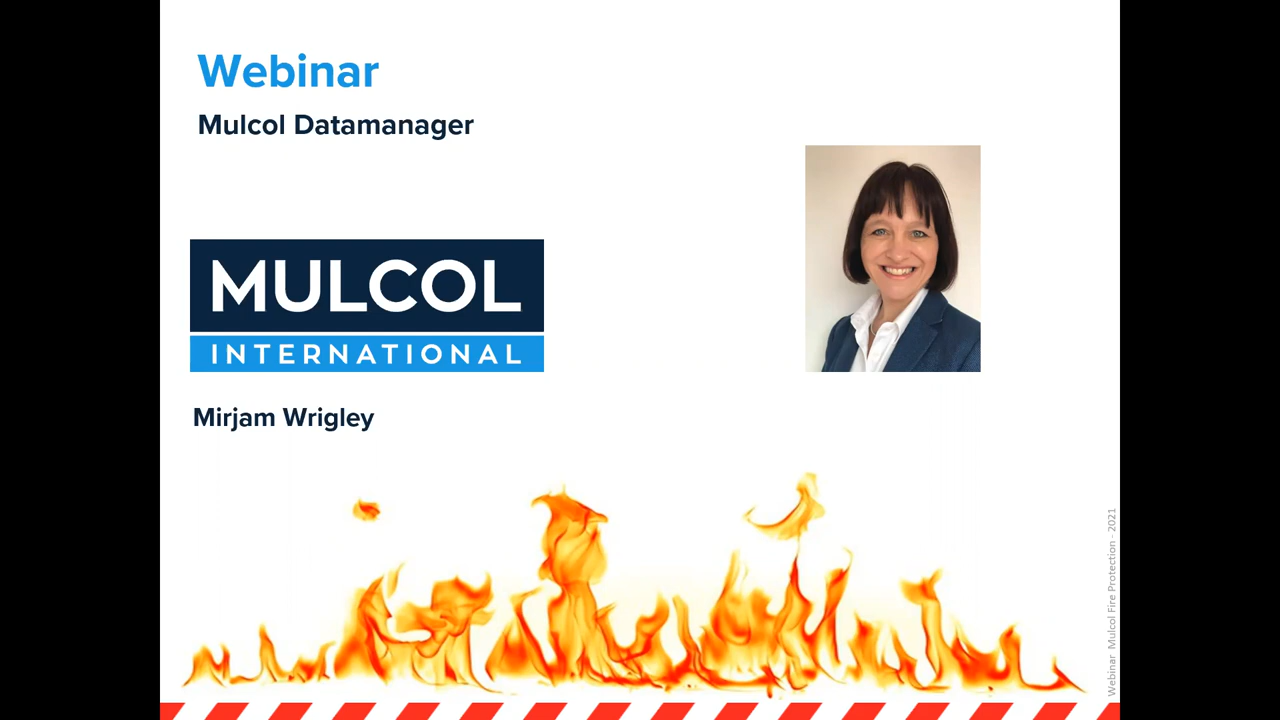 Webinar
Mulcol Datamanager
MULCOL
INTERNATIONAL
Mirjam Wrigley
Webinar Mulcol Fire Protection - 2021